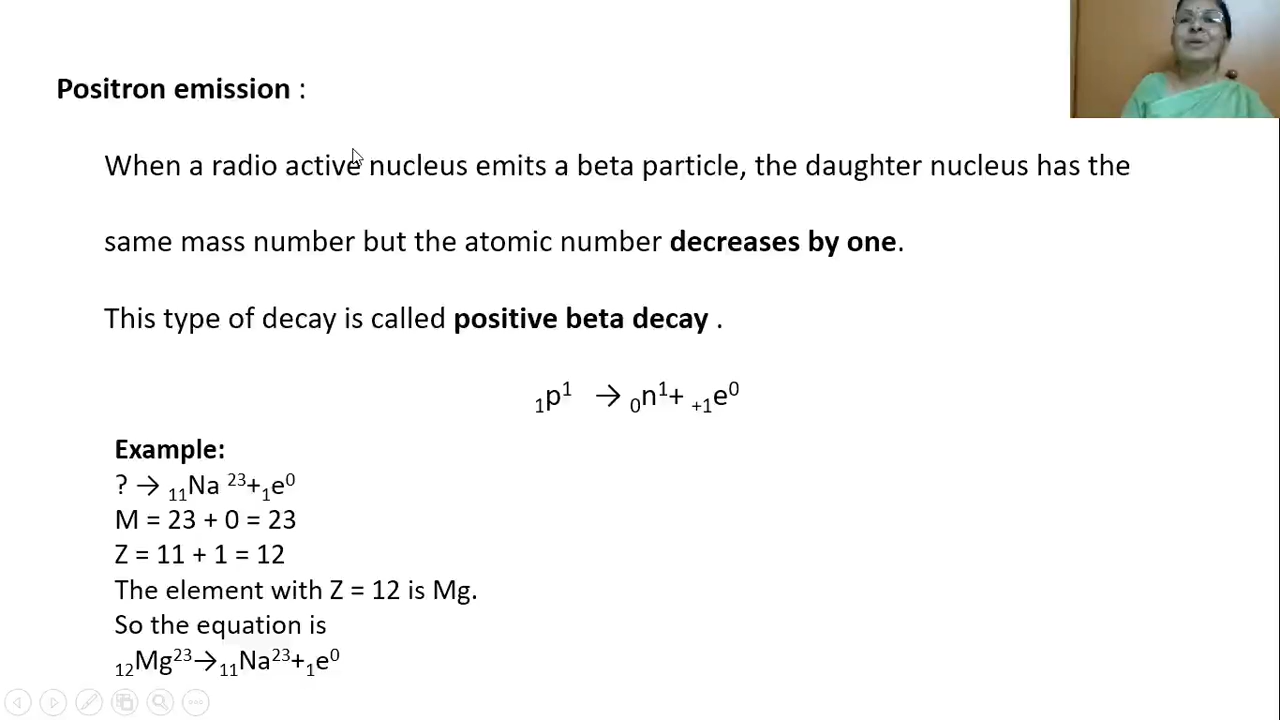 Positron emission :
When a radio active nucleus emits a beta particle, the daughter nucleus has the
same mass number but the atomic number decreases by one.
This type of decay is called positive beta decay .
₁p¹ → ₀n¹+ ₊₁e⁰
Example:
? → ₁₁Na ²³+₁e⁰
M = 23 + 0 = 23
Z = 11 + 1 = 12
The element with Z = 12 is Mg.
So the equation is
₁₂Mg²³→₁₁Na²³+₁e⁰